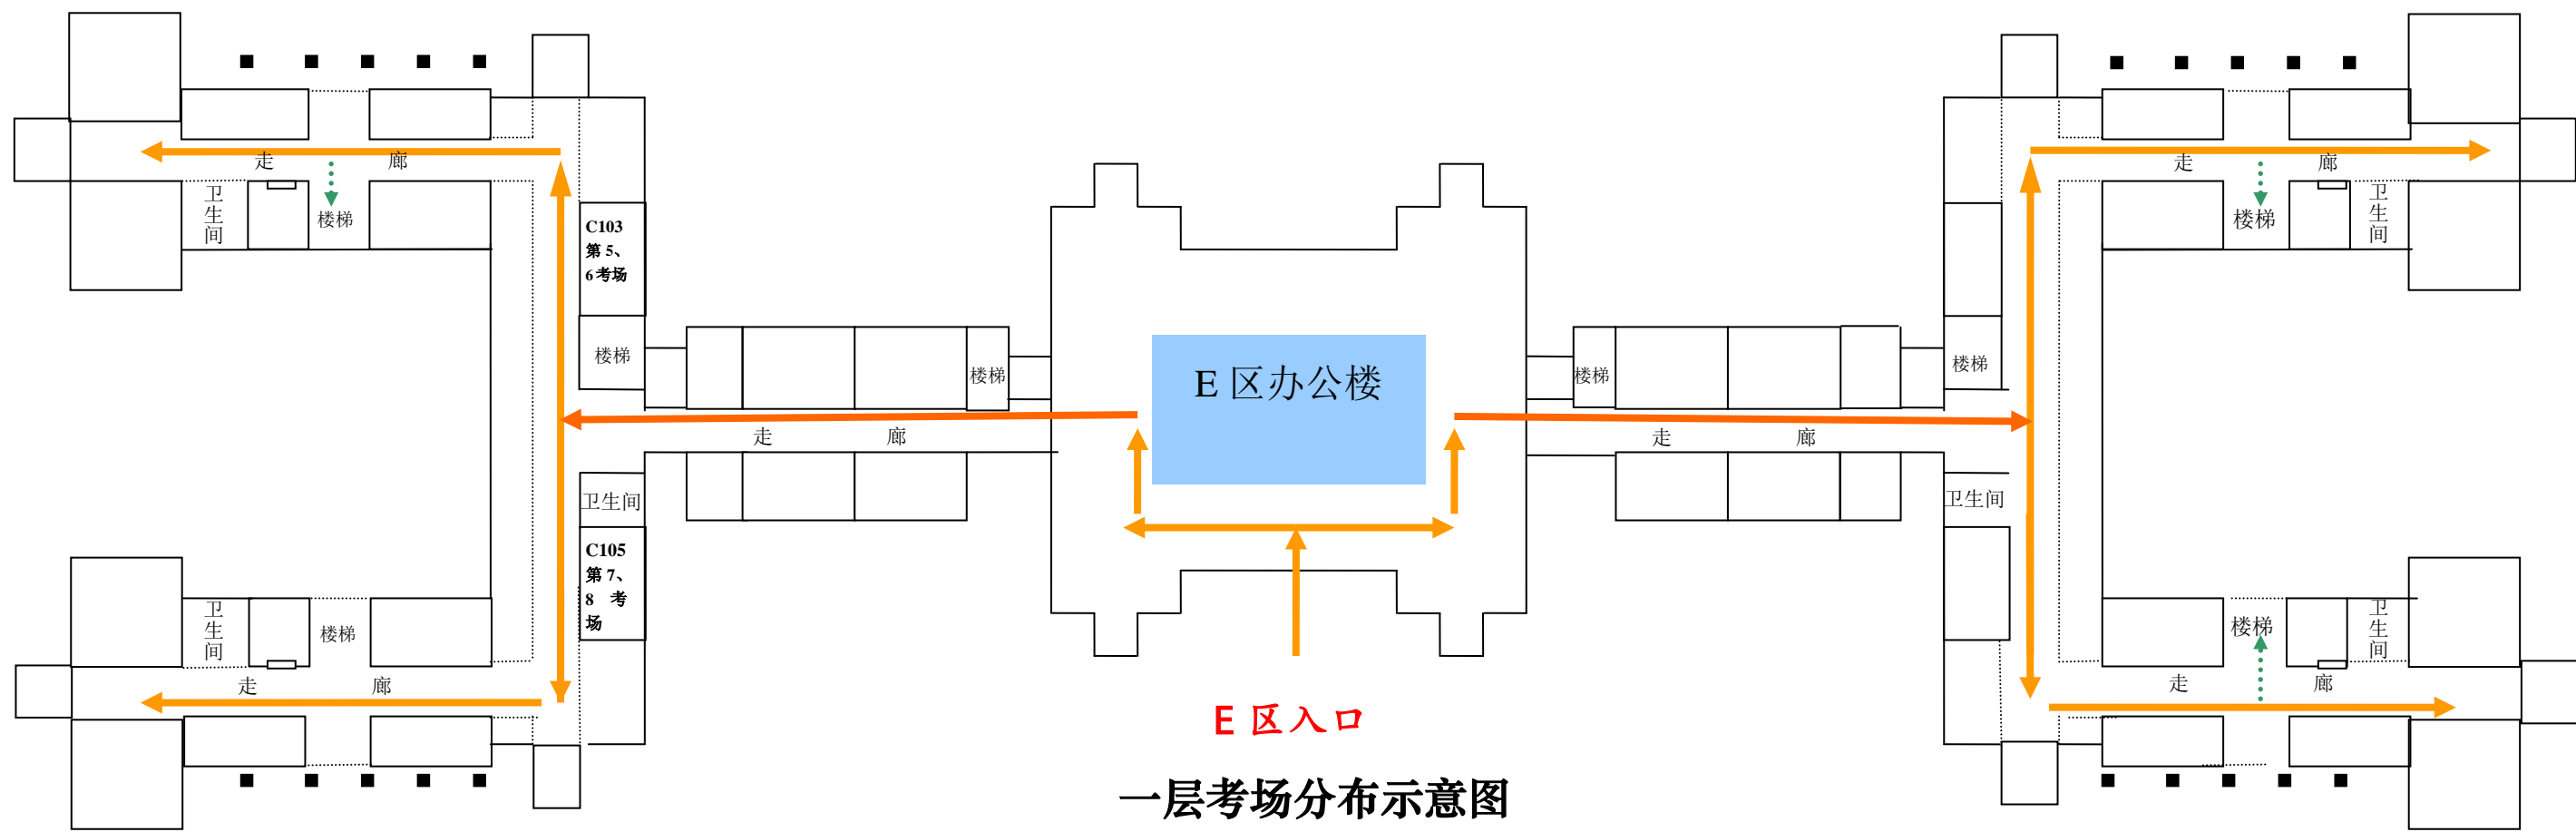 走 廊
走 廊
卫
生
间
楼梯
楼梯
卫
生
间
C103
第 5、
6 考场
楼梯
楼梯
E 区办公楼
楼梯
楼梯
走 廊
走 廊
卫生间
卫生间
C105
第 7、
8 考
场
卫
生
间
楼梯
楼梯
卫
生
间
走 廊
走 廊
E 区入口
一层考场分布示意图